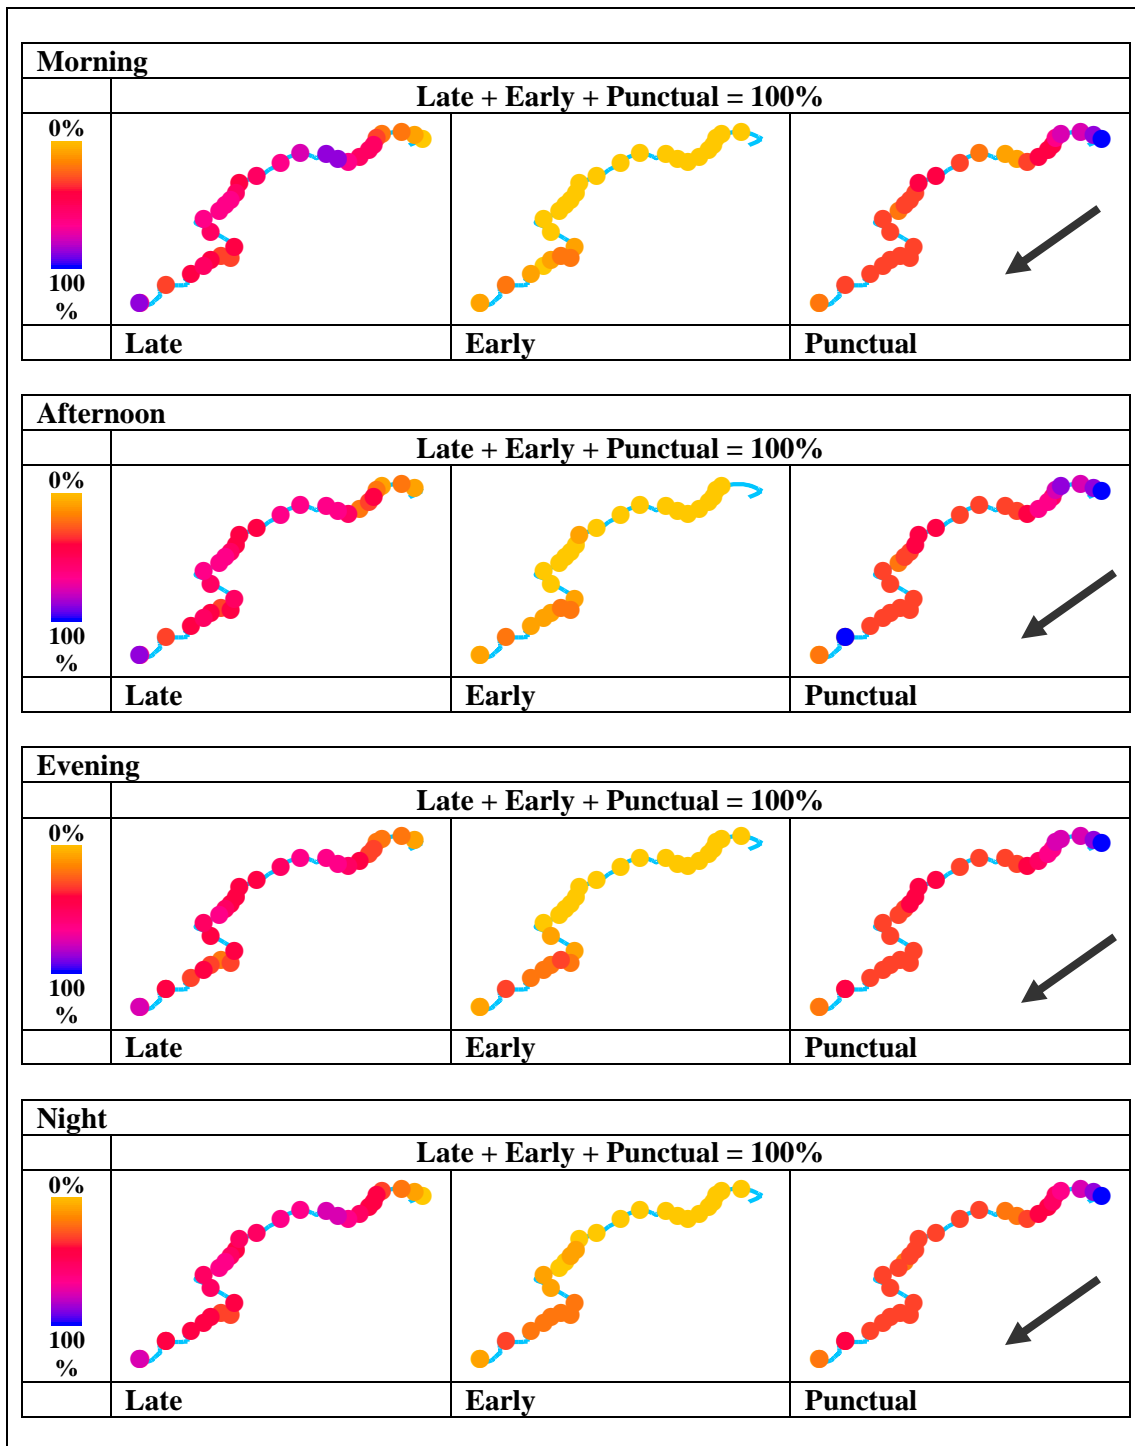 Morning
Late + Early + Punctual = 100%
0%
100
%
Late Early Punctual
Afternoon
Late + Early + Punctual = 100%
0%
100
%
Late Early Punctual
Evening
Late + Early + Punctual = 100%
0%
100
%
Late Early Punctual
Night
Late + Early + Punctual = 100%
0%
100
%
Late Early Punctual